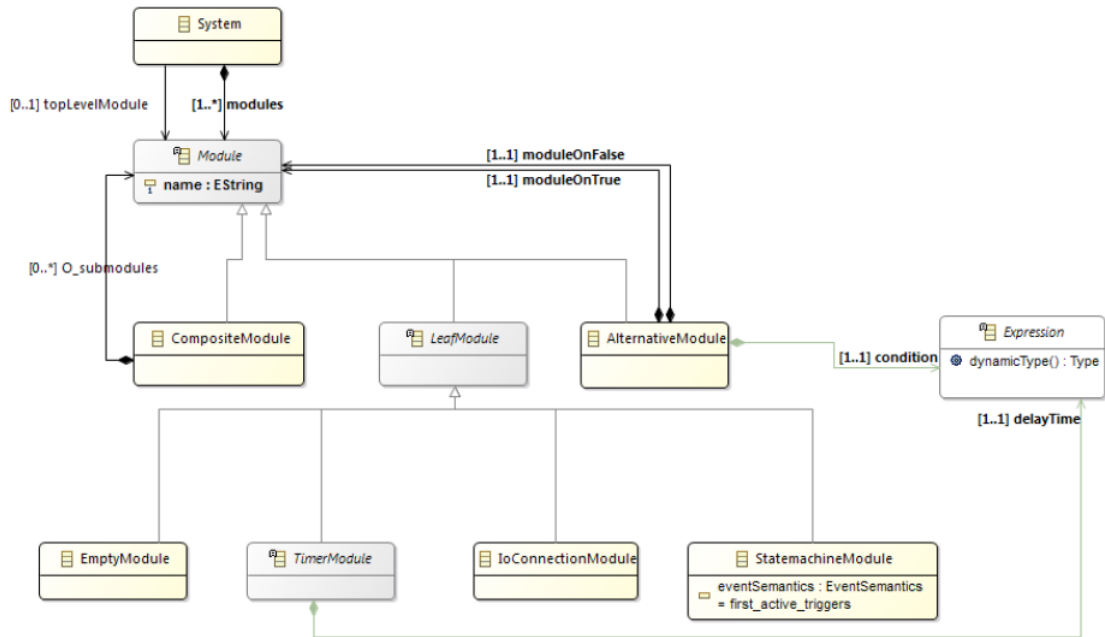 System
[0..1] topLevelModule
[1..*] modules
Module
name : EString
[1..1] moduleOnFalse
[1..1] moduleOnTrue
[0..*] O_submodules
CompositeModule
LeafModule
AlternativeModule
Expression
dynamicType() : Type
[1..1] condition
[1..1] delayTime
EmptyModule
TimerModule
IoConnectionModule
StatemachineModule
eventSemantics : EventSemantics
= first_active_triggers